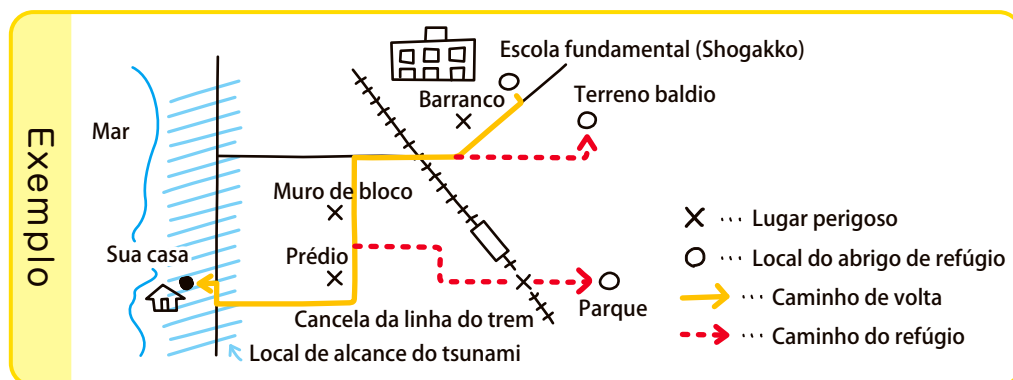 Exemplo
Escola fundamental (Shogakko)
Barranco
Terreno baldio
Mar
Muro de bloco
Sua casa
Prédio
Parque
Cancela da linha do trem
Local de alcance do tsunami
··· Lugar perigoso
··· Local do abrigo de refúgio
··· Caminho de volta
··· Caminho do refúgio